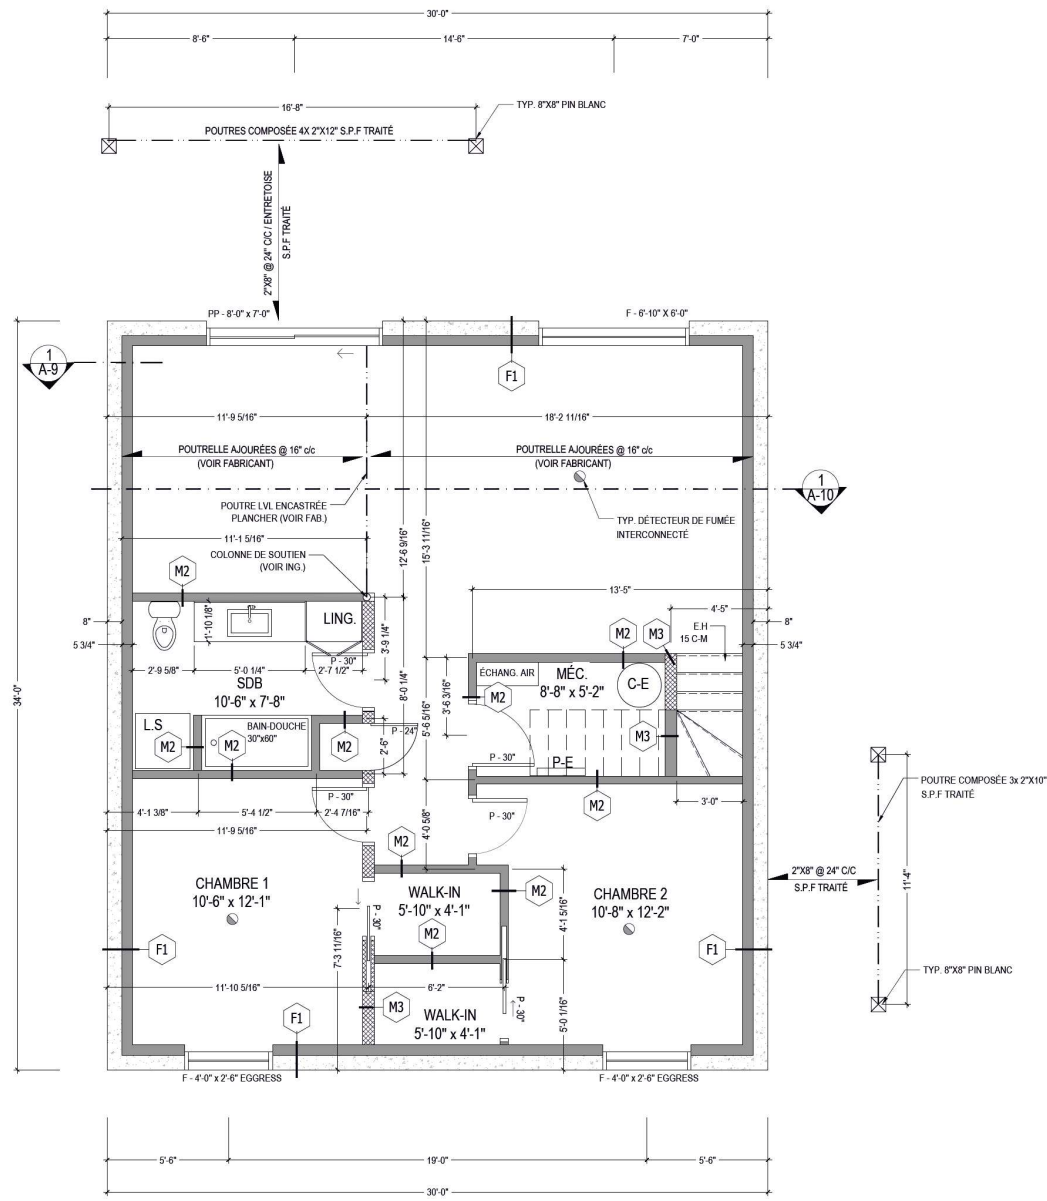 30'-0"
8'-6"
14'-6"
7'-0"
16'-8"
TYP. 8"X8" PIN BLANC
POUTRES COMPOSÉE 4X 2"X12" S.P.F TRAITÉ
2"X8" @ 24" C/C / ENTRETOISE
S.P.F TRAITÉ
PP - 8'-0" x 7'-0"
F - 6'-10" X 6'-0"
1
A-9
F1
11'-9 5/16"
18'-2 11/16"
POUTRELLE AJOURÉES @ 16" c/c
(VOIR FABRICANT)
POUTRELLE AJOURÉES @ 16" c/c
(VOIR FABRICANT)
1
A-10
POUTRE LVL ENCASTRÉE
PLANCHER (VOIR FAB.)
TYP. DÉTECTEUR DE FUMÉE
INTERCONNECTÉ
11'-1 5/16"
12'-6 9/16"
15'-3 11/16"
COLONNE DE SOUTIEN
(VOIR ING.)
M2
13'-5"
4'-5"
34'-0"
8"
5 3/4"
1'-10 1/8"
LING.
3'-9 1/4"
M2
M3
E.H
15 C-M
8"
5 3/4"
P - 30"
2'-9 5/8"
5'-0 1/4"
2'-7 1/2"
SDB
10'-6" x 7'-8"
8'-0 1/4"
5'-6 5/16"
3'-6 3/16"
ÉCHANG. AIR
MÉC.
8'-8" x 5'-2"
C-E
M2
L.S
BAIN-DOUCHE
30"x60"
M2
M2
M2
P - 24"
2'-6"
M3
P - 30"
P-E
M2
4'-1 3/8"
5'-4 1/2"
2'-4 7/16"
P - 30"
11'-9 5/16"
4'-0 5/8"
P - 30"
3'-0"
M2
POUTRE COMPOSÉE 3x 2"X10"
S.P.F TRAITÉ
2"X8" @ 24" C/C
S.P.F TRAITÉ
11'-4"
CHAMBRE 1
10'-6" x 12'-1"
WALK-IN
5'-10" x 4'-1"
M2
CHAMBRE 2
10'-8" x 12'-2"
P - 30"
M2
4'-1 5/16"
7'-3 11/16"
F1
F1
TYP. 8"X8" PIN BLANC
11'-10 5/16"
6'-2"
M3
WALK-IN
5'-10" x 4'-1"
P - 30"
5'-0 1/16"
F1
F - 4'-0" x 2'-6" EGGRESS
F - 4'-0" x 2'-6" EGGRESS
5'-6"
19'-0"
5'-6"
30'-0"